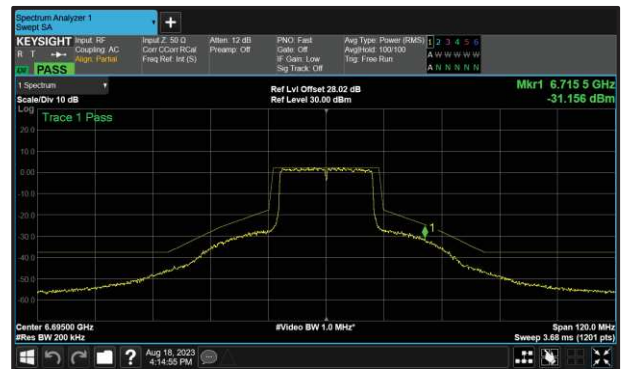 Spectrum Analyzer 1
Swept SA
+
KEYSIGHT Input: RF Input Z: 50 Ω Atten: 12 dB PNO: Fast Avg Type: Power (RMS) 1 2 3 4 5 6
R T Coupling: AC Corr CCorr RCal Preamp: Off Gate: Off Avg|Hold: 100/100 A W W W W W
Align: Partial Freq Ref: Int (S) IF Gain: Low Trig: Free Run
PASS Sig Track: Off A N N N N N
1 Spectrum Ref Lvl Offset 28.02 dB Mkr1 6.715 5 GHz
Scale/Div 10 dB Ref Level 30.00 dBm -31.156 dBm
Log
Trace 1 Pass
20.0
10.0
0.00
-10.0
-20.0
-30.0
1
-40.0
-50.0
-60.0
Center 6.69500 GHz #Video BW 1.0 MHz* Span 120.0 MHz
#Res BW 200 kHz Sweep 3.68 ms (1201 pts)
? Aug 18, 2023
4:14:55 PM